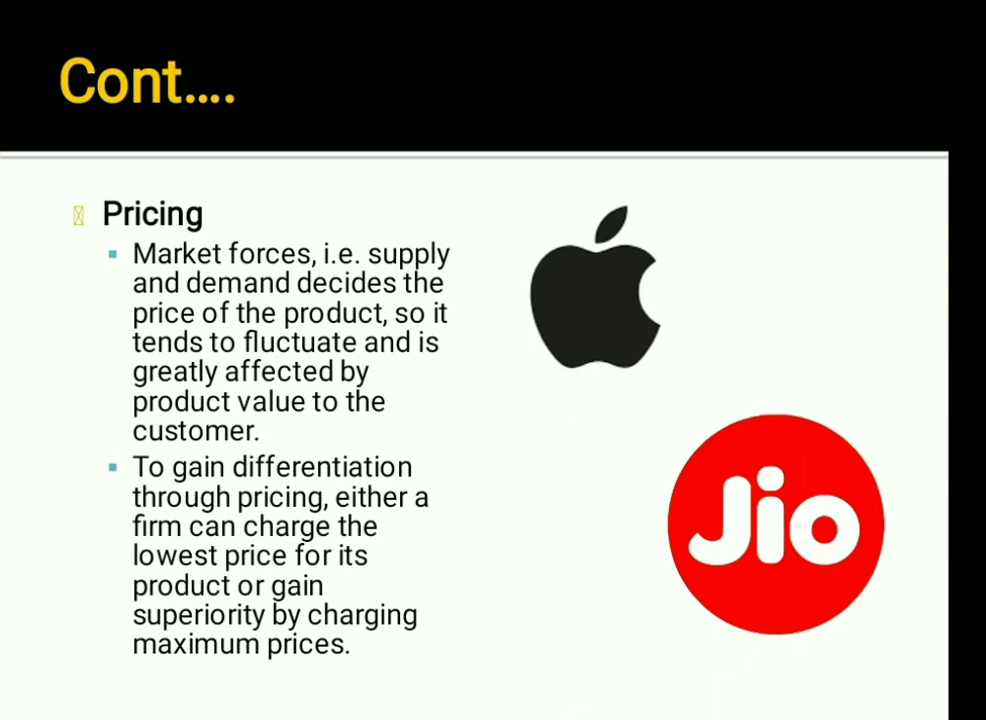 Cont….
Pricing
Market forces, i.e. supply
and demand decides the
price of the product, so it
tends to fluctuate and is
greatly affected by
product value to the
customer.
To gain differentiation
through pricing, either a
firm can charge the
lowest price for its
product or gain
superiority by charging
maximum prices.
Jio